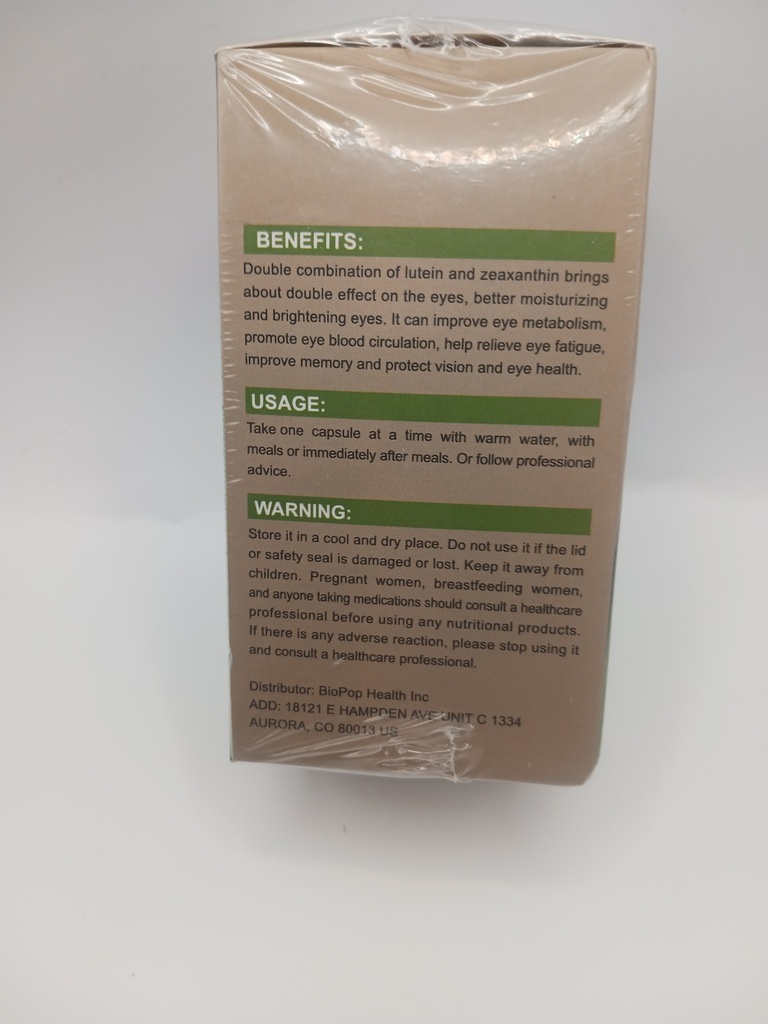 BENEFITS:
Double combination of lutein and zeaxanthin brings
about double effect on the eyes, better moisturizing
and brightening eyes. It can improve eye metabolism,
promote eye blood circulation, help relieve eye fatigue,
improve memory and protect vision and eye health.
USAGE:
Take one capsule at a time with warm water, with
meals or immediately after meals. Or follow professional
advice.
WARNING:
Store it in a cool and dry place. Do not use it if the lid
or safety seal is damaged or lost. Keep it away from
children. Pregnant women, breastfeeding women,
and anyone taking medications should consult a healthcare
professional before using any nutritional products.
If there is any adverse reaction, please stop using it
and consult a healthcare professional.
Distributor: BioPop Health Inc
ADD: 18121 E HAMPDEN AVE UNIT C 1334
AURORA, CO 80013 US